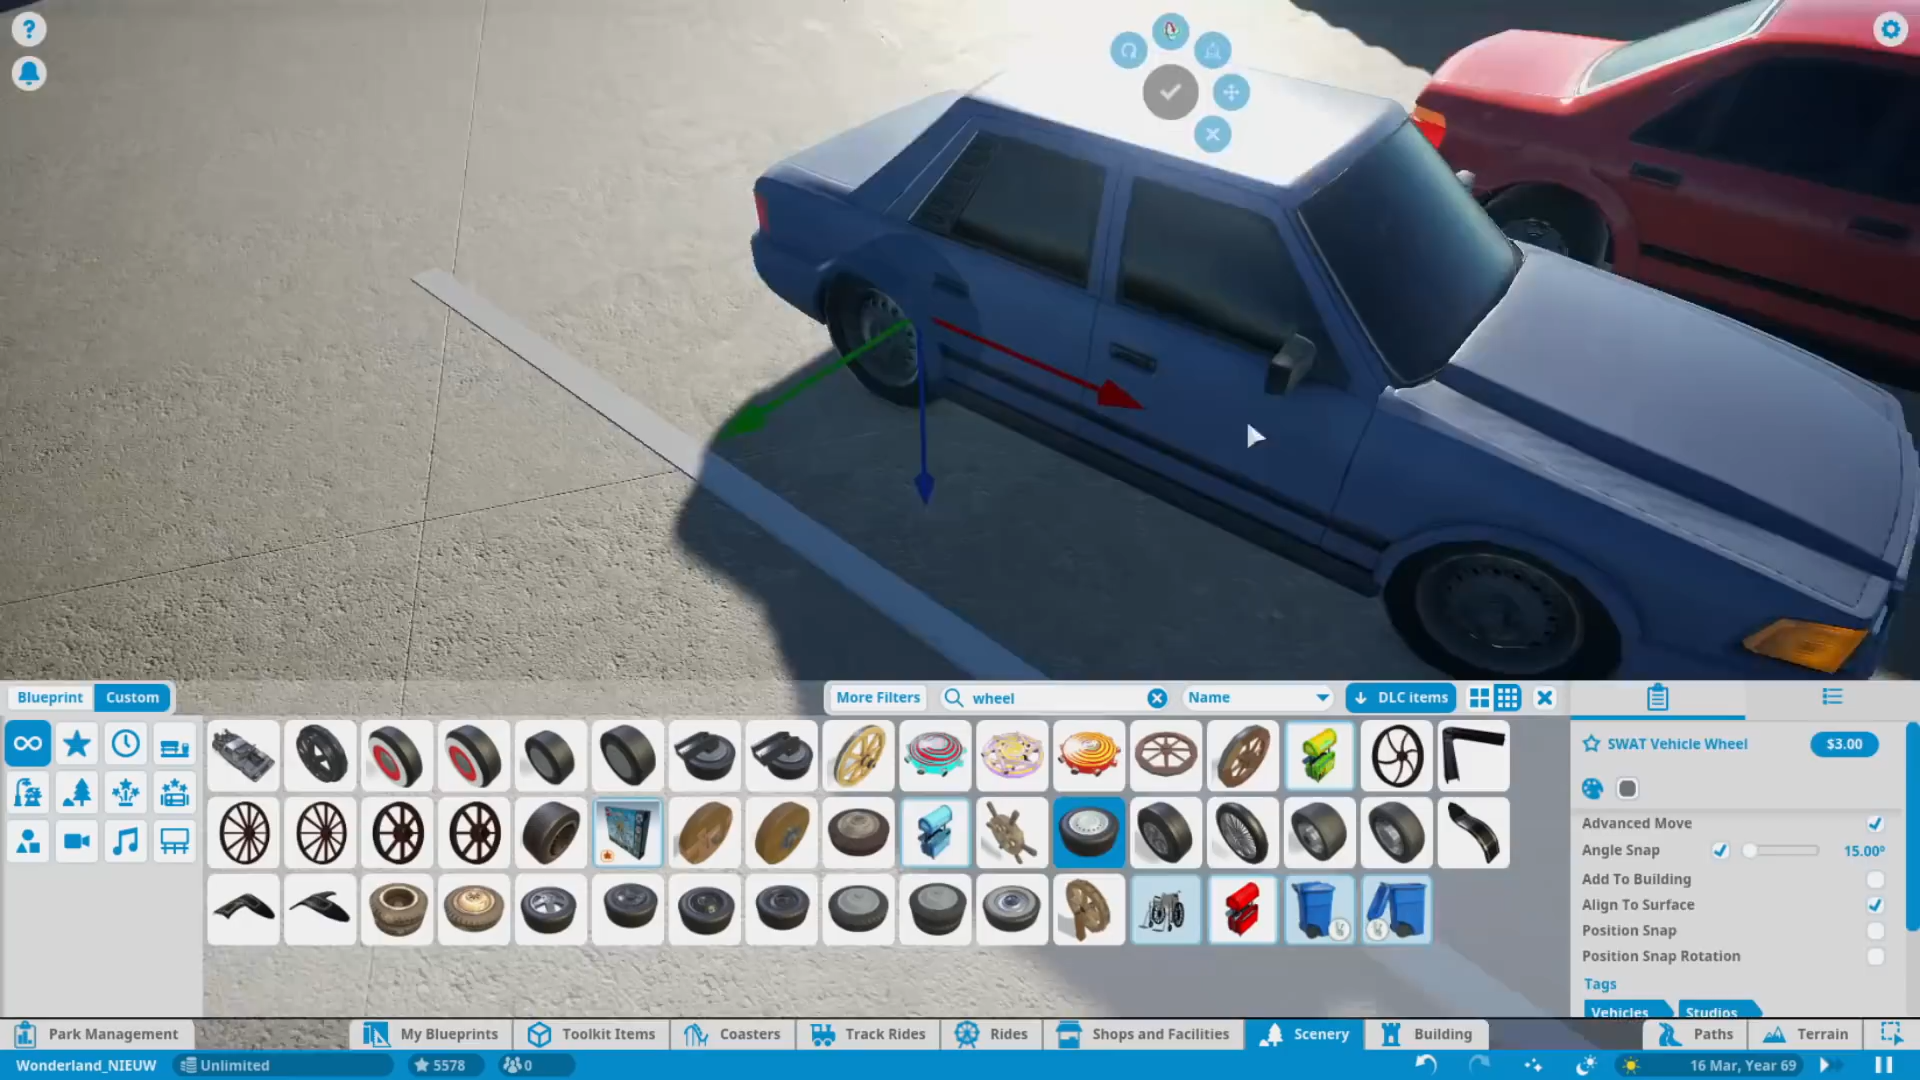 ?
Blueprint
Custom
More Filters
wheel
Name
DLC items
SWAT Vehicle Wheel
$3.00
Advanced Move
Angle Snap
15.00°
Add To Building
Align To Surface
Position Snap
Position Snap Rotation
Tags
Vehicles
Studios
Park Management
My Blueprints
Toolkit Items
Coasters
Track Rides
Rides
Shops and Facilities
Scenery
Building
Paths
Terrain
Wonderland_NIEUW
Unlimited
5578
0
16 Mar, Year 69